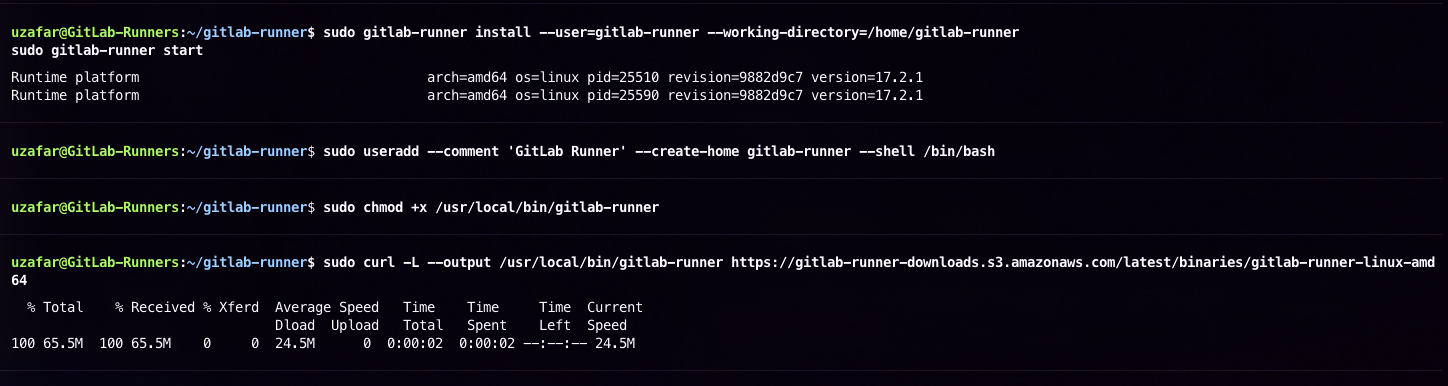 uzafar@GitLab-Runners:~/gitlab-runner$ sudo gitlab-runner install --user=gitlab-runner --working-directory=/home/gitlab-runner
sudo gitlab-runner start
Runtime platform                                    arch=amd64 os=linux pid=25510 revision=9882d9c7 version=17.2.1
Runtime platform                                    arch=amd64 os=linux pid=25590 revision=9882d9c7 version=17.2.1
uzafar@GitLab-Runners:~/gitlab-runner$ sudo useradd --comment 'GitLab Runner' --create-home gitlab-runner --shell /bin/bash
uzafar@GitLab-Runners:~/gitlab-runner$ sudo chmod +x /usr/local/bin/gitlab-runner
uzafar@GitLab-Runners:~/gitlab-runner$ sudo curl -L --output /usr/local/bin/gitlab-runner https://gitlab-runner-downloads.s3.amazonaws.com/latest/binaries/gitlab-runner-linux-amd
64
  % Total    % Received % Xferd  Average Speed   Time    Time     Time  Current
                                 Dload  Upload   Total   Spent    Left  Speed
100 65.5M  100 65.5M    0     0  24.5M      0  0:00:02  0:00:02 --:--:-- 24.5M